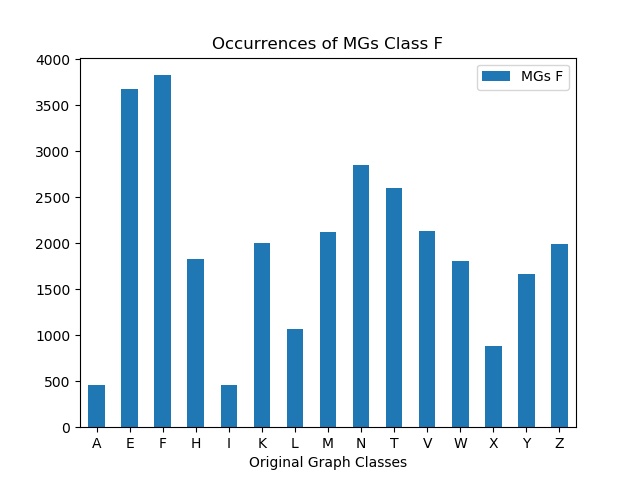 Occurrences of MGs Class F
MGs F
4000
3500
3000
2500
2000
1500
1000
500
0
A E F H I K L M N T V W X Y Z
Original Graph Classes